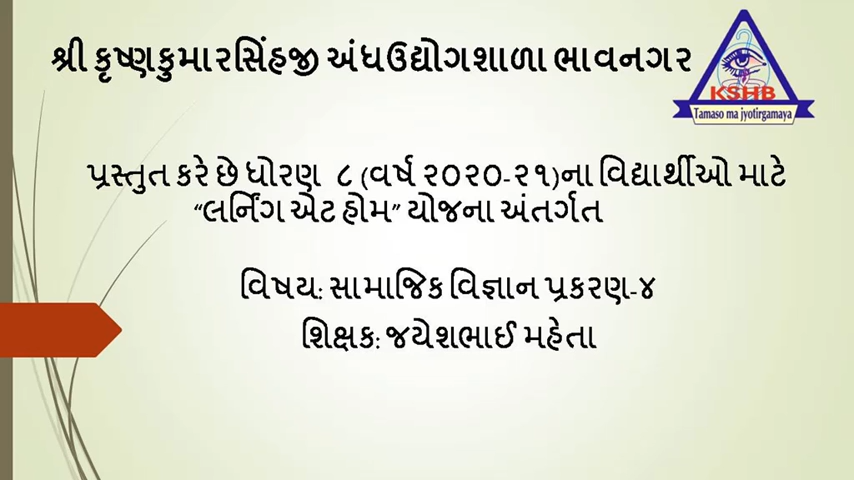 શ્રી કૃષ્ણકુમારસિંહજી અંધઉદ્યોગશાળા ભાવનગર
KSHB
Tamaso ma jyotirgamaya
પ્રસ્તુત કરે છે ધોરણ ૮ (વર્ષ ૨૦૨૦-૨૧)ના વિદ્યાર્થીઓ માટે
“લર્નિંગ એટ હોમ” યોજના અંતર્ગત
વિષય: સામાજિક વિજ્ઞાન પ્રકરણ-૪
શિક્ષક: જયેશભાઈ મહેતા